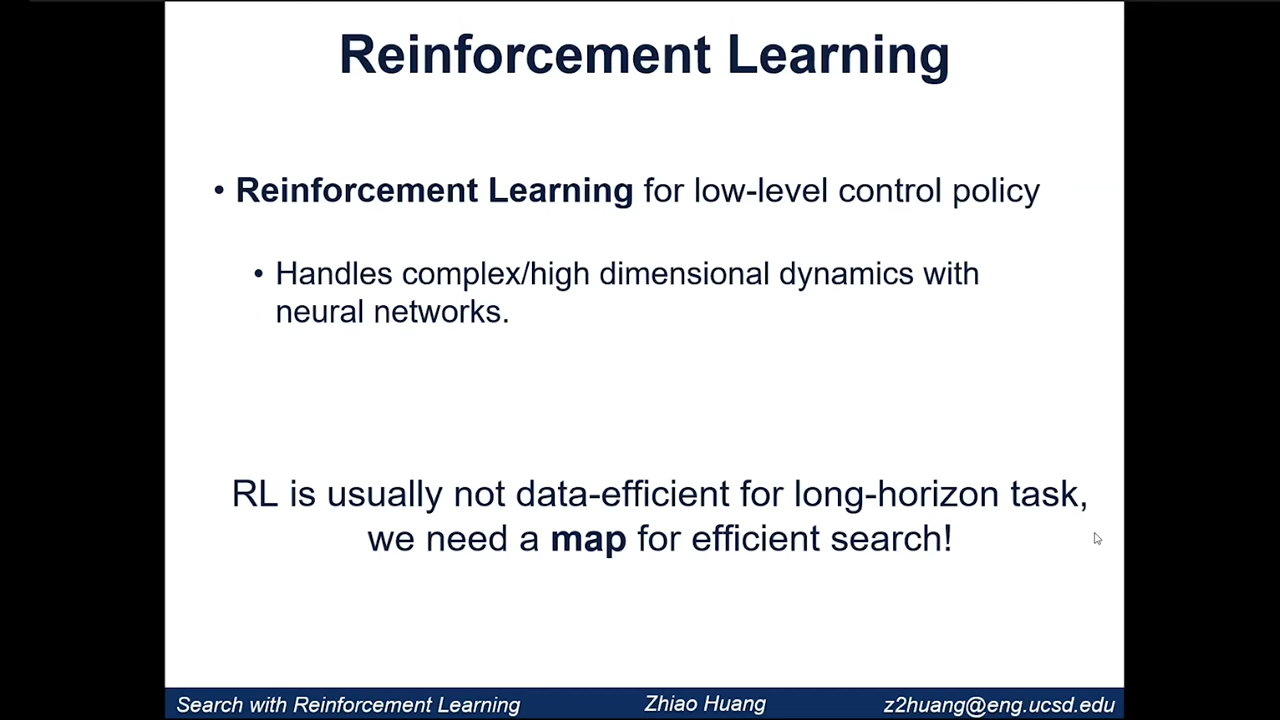 Reinforcement Learning
• Reinforcement Learning for low-level control policy
• Handles complex/high dimensional dynamics with
neural networks.
RL is usually not data-efficient for long-horizon task,
we need a map for efficient search!
Search with Reinforcement Learning
Zhiao Huang
z2huang@eng.ucsd.edu